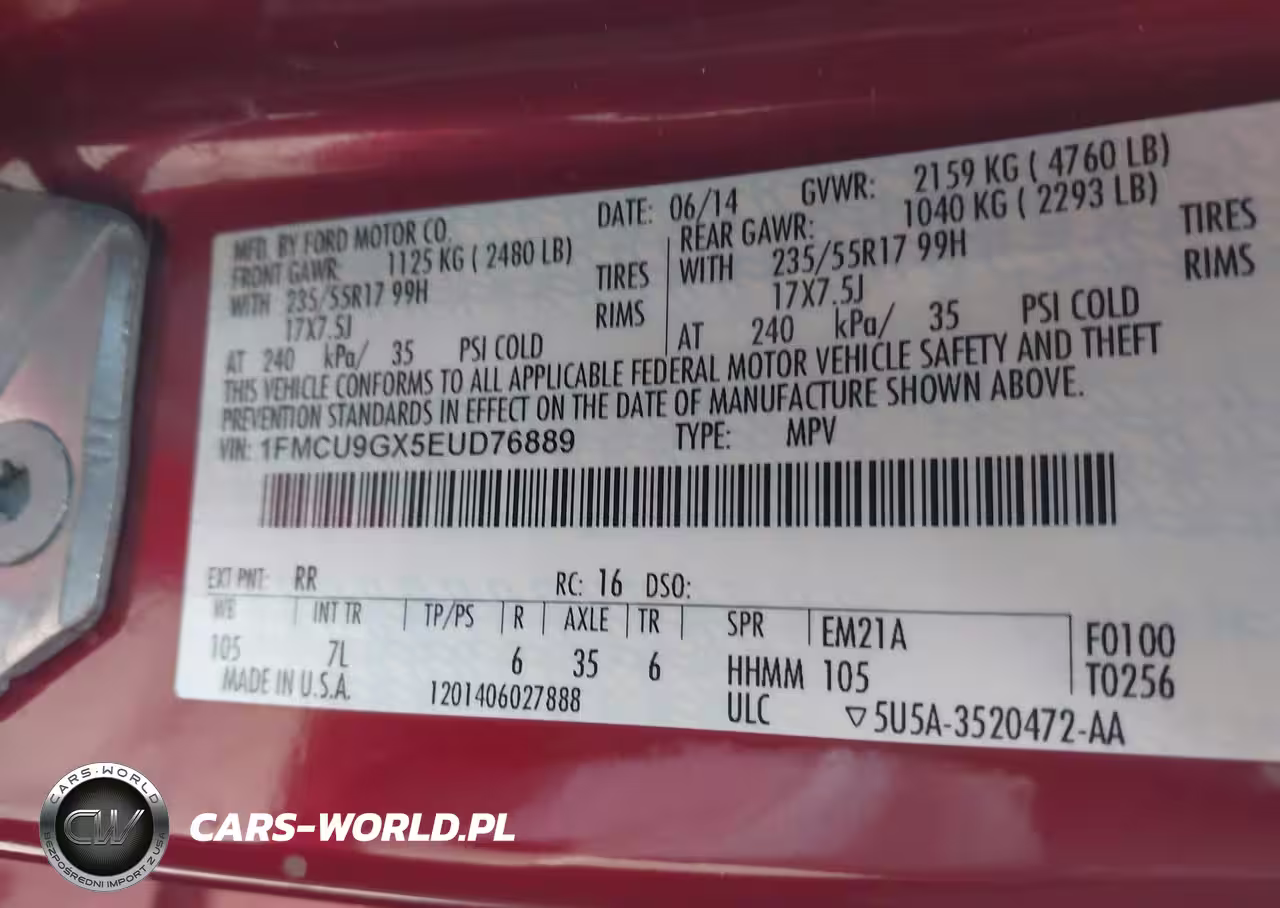 MFD. BY FORD MOTOR CO.
DATE: 06/14
GVWR: 2159 KG ( 4760 LB)
FRONT GAWR: 1125 KG ( 2480 LB)
REAR GAWR: 1040 KG ( 2293 LB)
WITH 235/55R17 99H TIRES
WITH 235/55R17 99H TIRES
17X7.5J RIMS
17X7.5J RIMS
AT 240 kPa/ 35 PSI COLD
AT 240 kPa/ 35 PSI COLD
THIS VEHICLE CONFORMS TO ALL APPLICABLE FEDERAL MOTOR VEHICLE SAFETY AND THEFT
PREVENTION STANDARDS IN EFFECT ON THE DATE OF MANUFACTURE SHOWN ABOVE.
VIN: 1FMCU9GX5EUD76889 TYPE: MPV
EXT PNT: RR RC: 16 DSO:
WB INT TR TP/PS R AXLE TR SPR EM21A F0100
105 7L 6 35 6 HHMM 105 T0256
MADE IN U.S.A. 1201406027888 ULC ▽5U5A-3520472-AA
CARS-WORLD
CW
BEZPOŚREDNI IMPORT Z USA
CARS-WORLD.PL